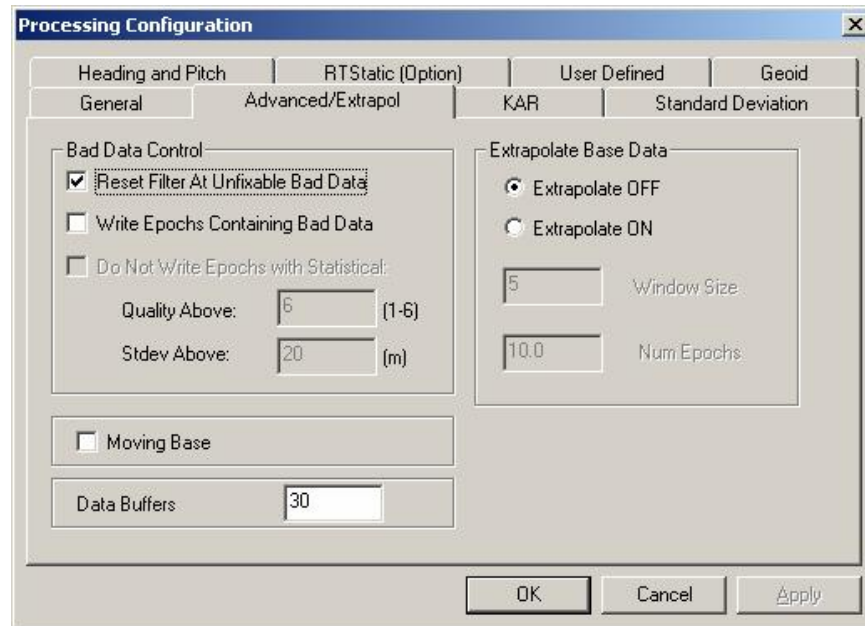 Processing Configuration
Heading and Pitch
RTStatic (Option)
User Defined
Geoid
General
Advanced/Extrapol
KAR
Standard Deviation
Bad Data Control
Reset Filter At Unfixable Bad Data
Write Epochs Containing Bad Data
Do Not Write Epochs with Statistical:
Quality Above: 6 (1-6)
Stdev Above: 20 (m)
Moving Base
Data Buffers 30
Extrapolate Base Data
Extrapolate OFF
Extrapolate ON
5 Window Size
10.0 Num Epochs
OK
Cancel
Apply